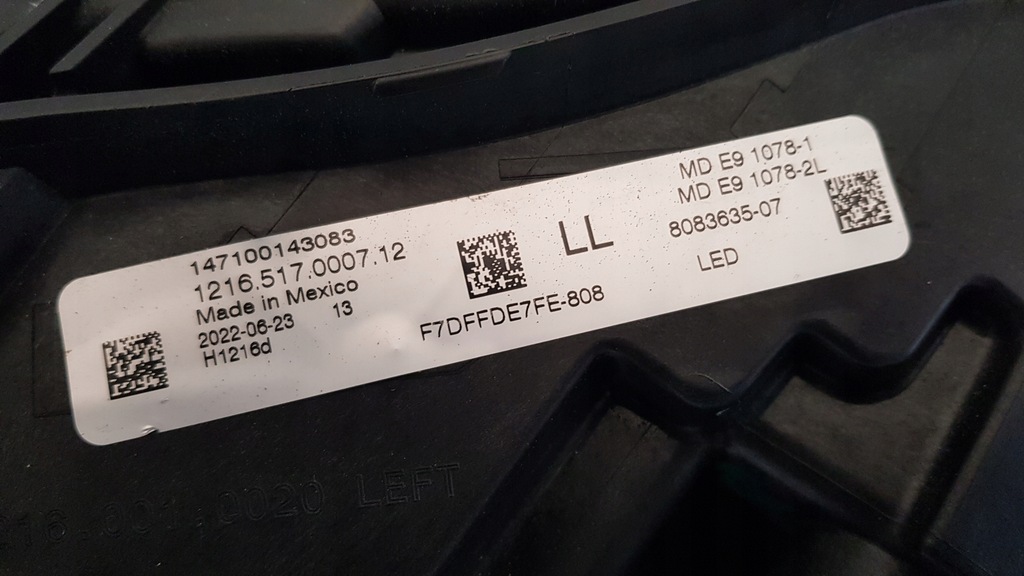 147100143083
1216.517.0007.12
Made in Mexico
2022-06-23 13
H1216d
F7DFFDE7FE-808
LL
MD E9 1078-1
MD E9 1078-2L
8083635-07
LED
0020 LEFT